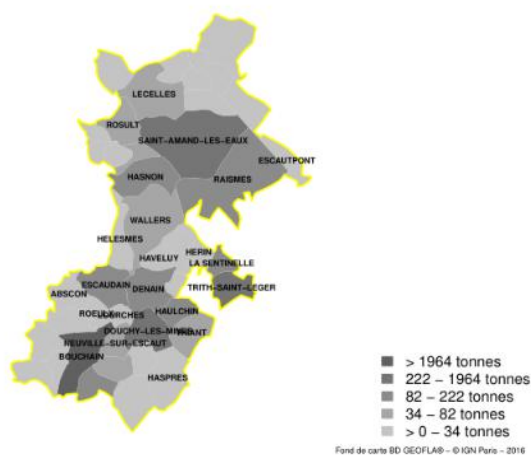 LECELLES
ROSULT
SAINT-AMAND-LES-EAUX
ESCAUTPONT
HASNON
RAISMES
WALLERS
HELESMES
HERIN
HAVELUY
LA SENTINELLE
ESCAUDAIN
DENAIN
TRITH-SAINT-LEGER
ABSCON
HAULCHIN
DOUCHY-LES-MINES
NEUVILLE-SUR-ESCAUT
BOUCHAIN
HASPRES
> 1964 tonnes
222 – 1964 tonnes
82 – 222 tonnes
34 – 82 tonnes
> 0 – 34 tonnes
Fond de carte BD GEOFLA® – © IGN Paris – 2016